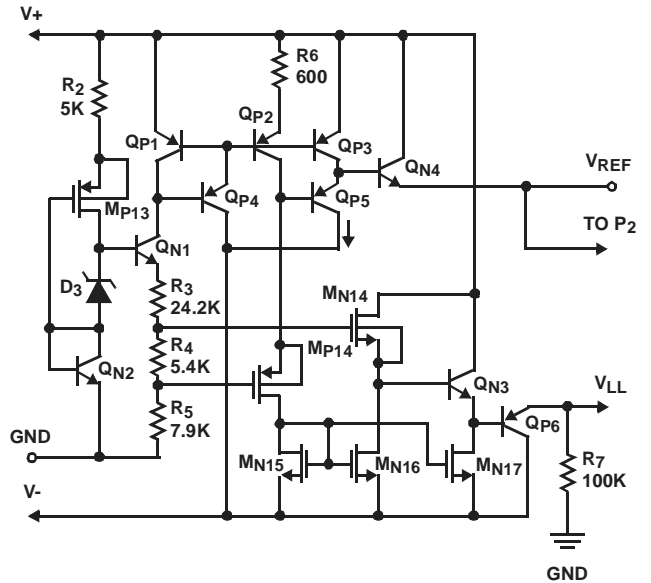 V+
R2
5K
R6
600
QP1
QP2
QP3
QN4
VREF
TO P2
MP13
QP4
QP5
QN1
D3
R3
24.2K
MN14
MP14
QN2
R4
5.4K
QN3
VLL
QP6
R5
7.9K
GND
MN15
MN16
MN17
R7
100K
V-
GND